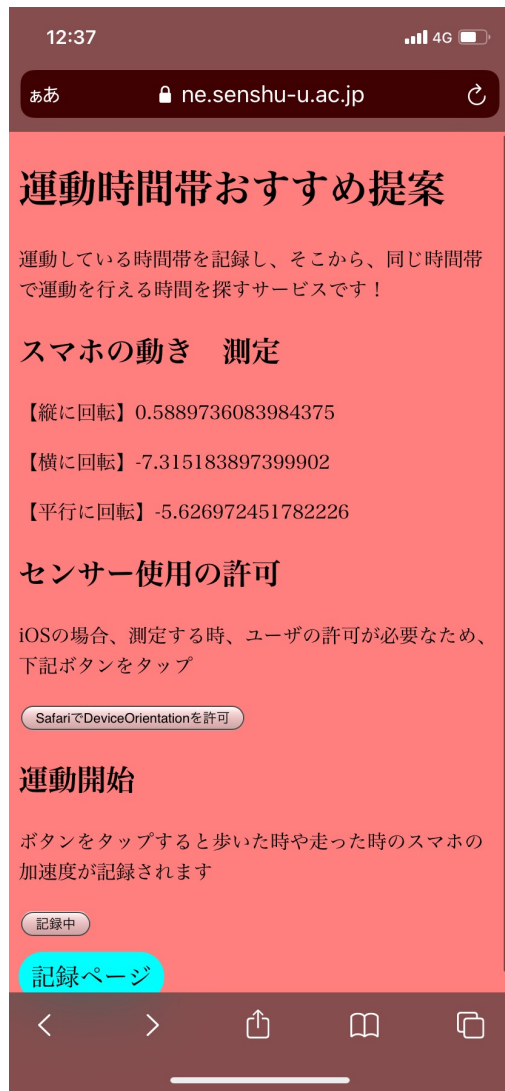 12:37
4G
ぁあ
ne.senshu-u.ac.jp
運動時間帯おすすめ提案
運動している時間帯を記録し、そこから、同じ時間帯
で運動を行える時間を探すサービスです！
スマホの動き　測定
【縦に回転】0.5889736083984375
【横に回転】-7.315183897399902
【平行に回転】-5.626972451782226
センサー使用の許可
iOSの場合、測定する時、ユーザの許可が必要なため、
下記ボタンをタップ
SafariでDeviceOrientationを許可
運動開始
ボタンをタップすると歩いた時や走った時のスマホの
加速度が記録されます
記録中
記録ページ